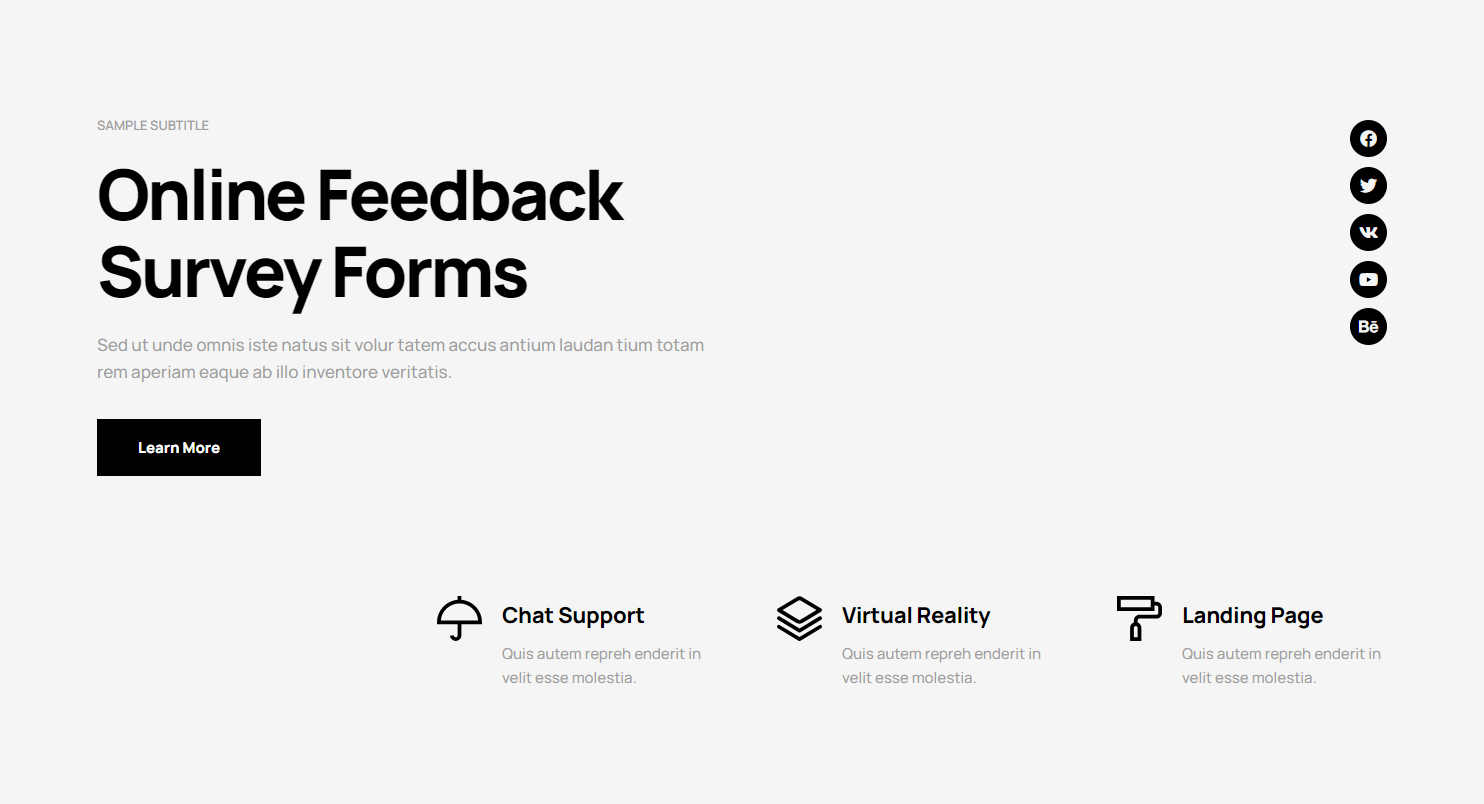 SAMPLE SUBTITLE
Online Feedback
Survey Forms
Sed ut unde omnis iste natus sit volur tatem accus antium laudan tium totam
rem aperiam eaque ab illo inventore veritatis.
Learn More
Bē
Chat Support
Quis autem repreh enderit in
velit esse molestia.
Virtual Reality
Quis autem repreh enderit in
velit esse molestia.
Landing Page
Quis autem repreh enderit in
velit esse molestia.